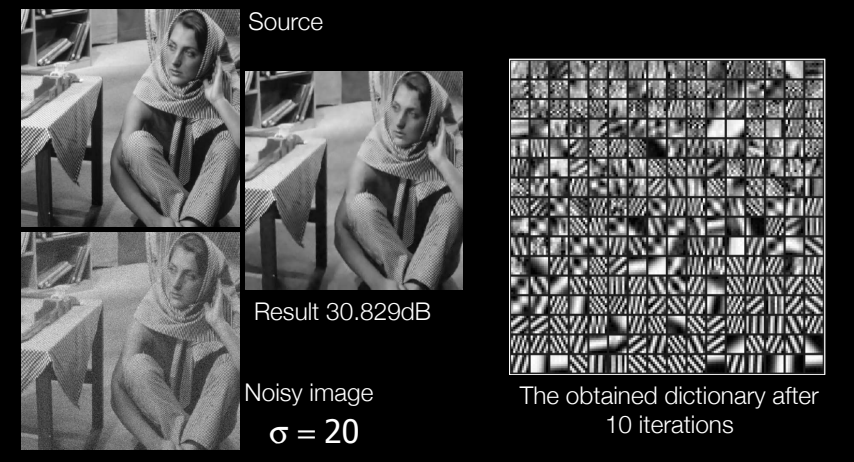 Source
Result 30.829dB
Noisy image
σ = 20
The obtained dictionary after
10 iterations